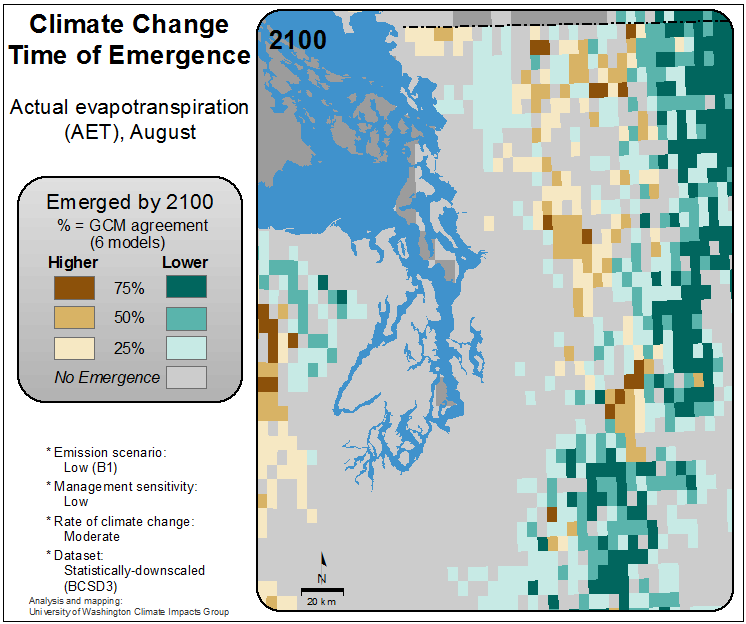 Climate Change
Time of Emergence
Actual evapotranspiration
(AET), August
Emerged by 2100
% = GCM agreement
(6 models)
Higher Lower
75%
50%
25%
No Emergence
* Emission scenario:
Low (B1)
* Management sensitivity:
Low
* Rate of climate change:
Moderate
* Dataset:
Statistically-downscaled
(BCSD3)
Analysis and mapping:
University of Washington Climate Impacts Group
2100
N
20 km